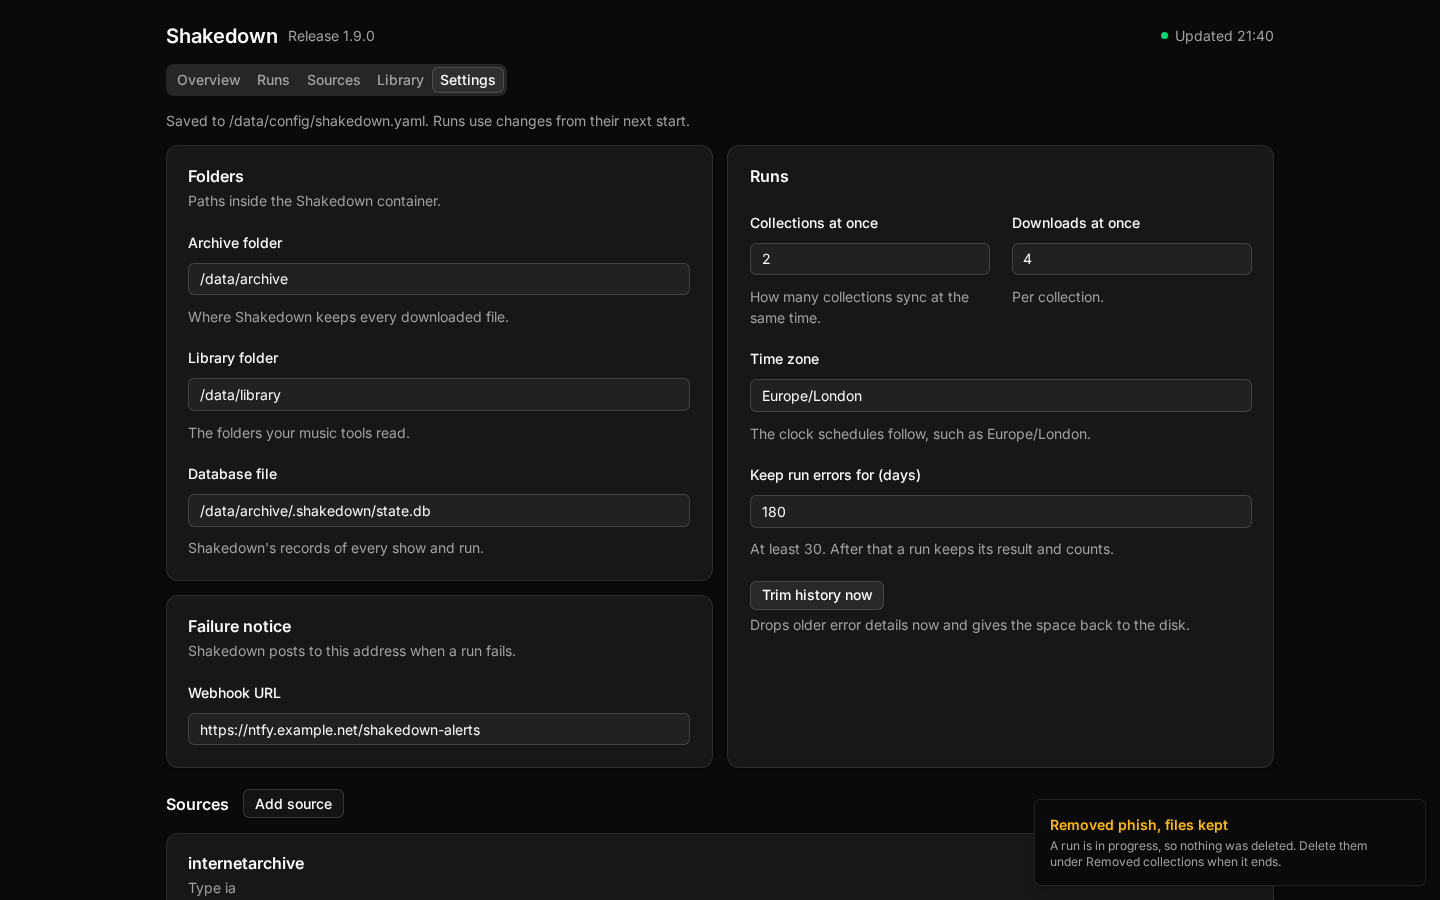 Shakedown Release 1.9.0
Updated 21:40
Overview Runs Sources Library Settings
Saved to /data/config/shakedown.yaml. Runs use changes from their next start.
Folders
Paths inside the Shakedown container.
Archive folder
/data/archive
Where Shakedown keeps every downloaded file.
Library folder
/data/library
The folders your music tools read.
Database file
/data/archive/.shakedown/state.db
Shakedown's records of every show and run.
Failure notice
Shakedown posts to this address when a run fails.
Webhook URL
https://ntfy.example.net/shakedown-alerts
Runs
Collections at once
2
How many collections sync at the
same time.
Downloads at once
4
Per collection.
Time zone
Europe/London
The clock schedules follow, such as Europe/London.
Keep run errors for (days)
180
At least 30. After that a run keeps its result and counts.
Trim history now
Drops older error details now and gives the space back to the disk.
Sources Add source
internetarchive
Type ia
Removed phish, files kept
A run is in progress, so nothing was deleted. Delete them
under Removed collections when it ends.